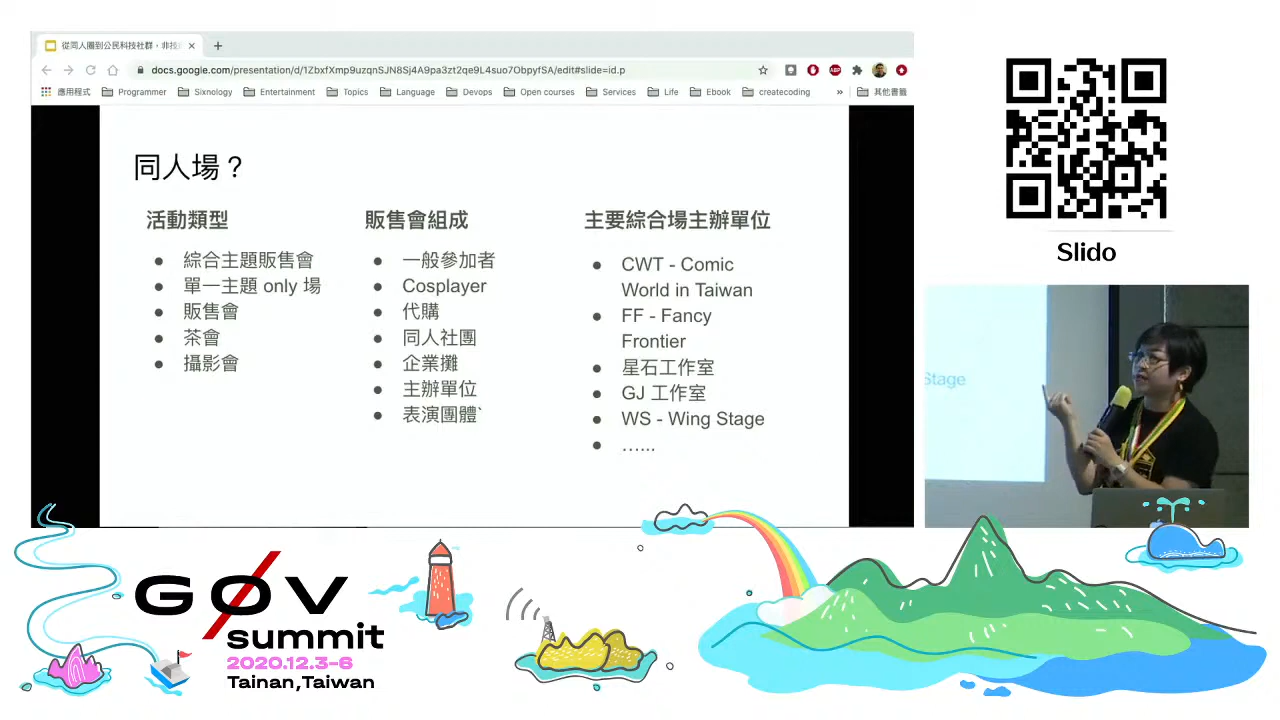 從同人圈到公民科技社群，非技
docs.google.com/presentation/d/1ZbxfXmp9uzqnSJN8Sj4A9pa3zt2qe9L4suo7ObpyfSA/edit#slide=id.p
應用程式 Programmer Sixnology Entertainment Topics Language Devops Open courses Services Life Ebook createcoding » 其他書籤
同人場？
活動類型
綜合主題販售會
單一主題 only 場
販售會
茶會
攝影會
販售會組成
一般參加者
Cosplayer
代購
同人社團
企業攤
主辦單位
表演團體`
主要綜合場主辦單位
CWT - Comic
World in Taiwan
FF - Fancy
Frontier
星石工作室
GJ 工作室
WS - Wing Stage
......
Slido
Stage
GØV
summit
2020.12.3-6
Tainan,Taiwan